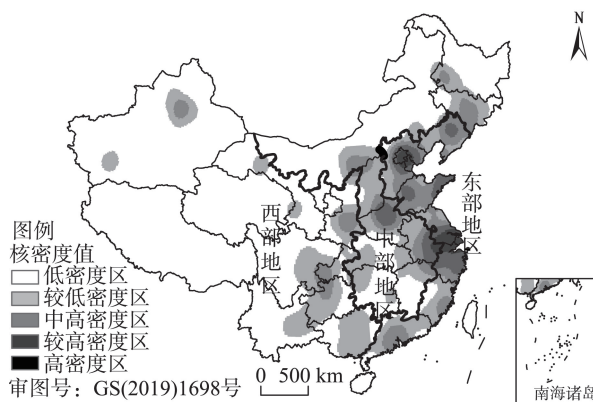 N
东部地区
西部地区
中部地区
图例
核密度值
低密度区
较低密度区
中高密度区
较高密度区
高密度区
审图号：GS(2019)1698号
0 500 km
南海诸岛